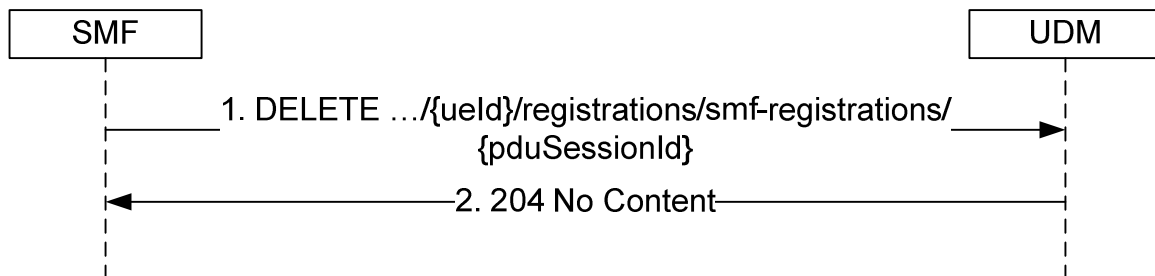 SMF
UDM
1. DELETE …/{ueId}/registrations/smf-registrations/
{pduSessionId}
2. 204 No Content